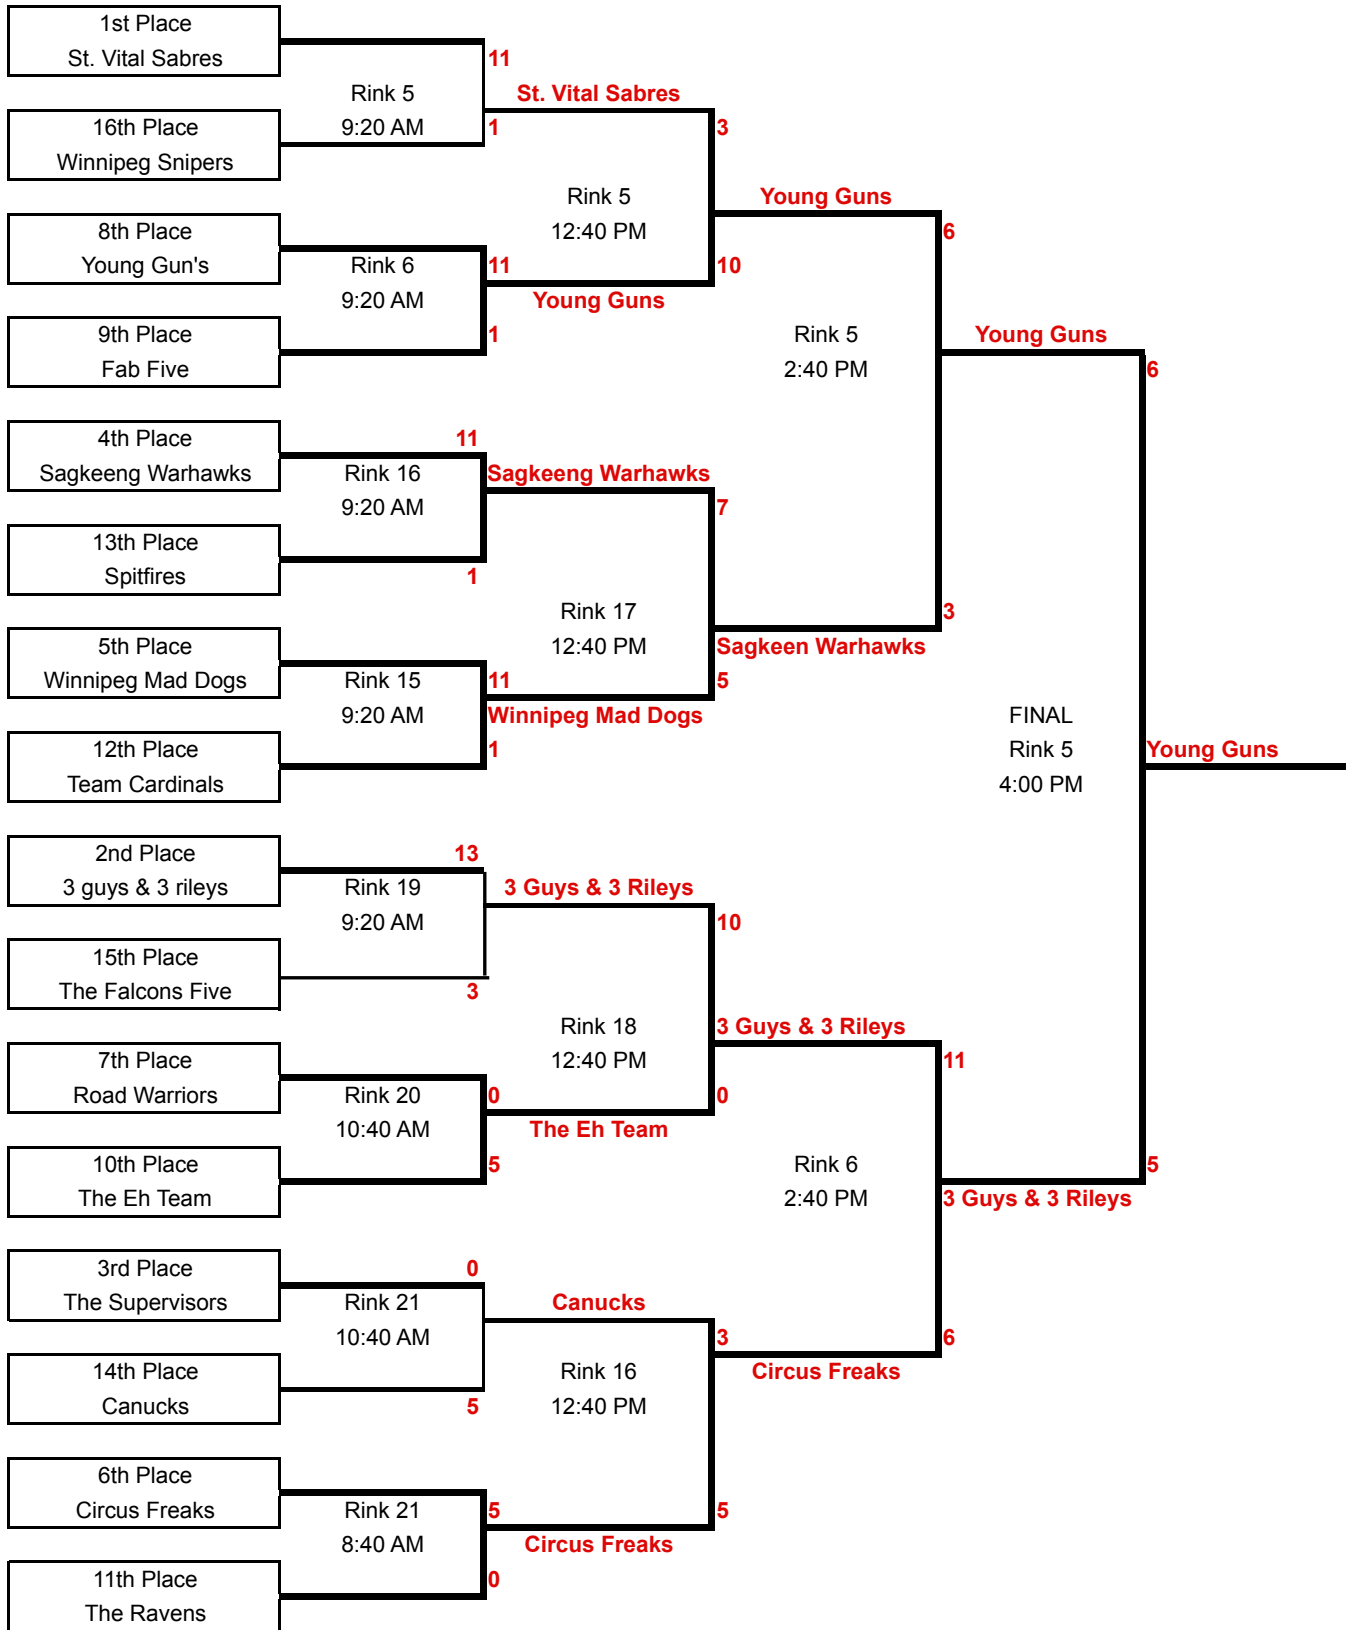 1st Place
St. Vital Sabres
11
Rink 5
9:20 AM
St. Vital Sabres
1
3
16th Place
Winnipeg Snipers
Rink 5
12:40 PM
Young Guns
6
8th Place
Young Gun's
Rink 6
9:20 AM
11
10
Young Guns
9th Place
Fab Five
1
Rink 5
2:40 PM
Young Guns
6
4th Place
Sagkeeng Warhawks
11
Rink 16
9:20 AM
Sagkeeng Warhawks
7
13th Place
Spitfires
1
Rink 17
12:40 PM
3
Sagkeen Warhawks
5th Place
Winnipeg Mad Dogs
Rink 15
9:20 AM
11
5
Winnipeg Mad Dogs
12th Place
Team Cardinals
1
FINAL
Rink 5
4:00 PM
Young Guns
2nd Place
3 guys & 3 rileys
13
Rink 19
9:20 AM
3 Guys & 3 Rileys
10
15th Place
The Falcons Five
3
Rink 18
12:40 PM
3 Guys & 3 Rileys
11
7th Place
Road Warriors
Rink 20
10:40 AM
0
0
The Eh Team
10th Place
The Eh Team
5
Rink 6
2:40 PM
5
3 Guys & 3 Rileys
3rd Place
The Supervisors
0
Rink 21
10:40 AM
Canucks
3
6
14th Place
Canucks
5
Rink 16
12:40 PM
Circus Freaks
6th Place
Circus Freaks
Rink 21
8:40 AM
5
5
Circus Freaks
11th Place
The Ravens
0